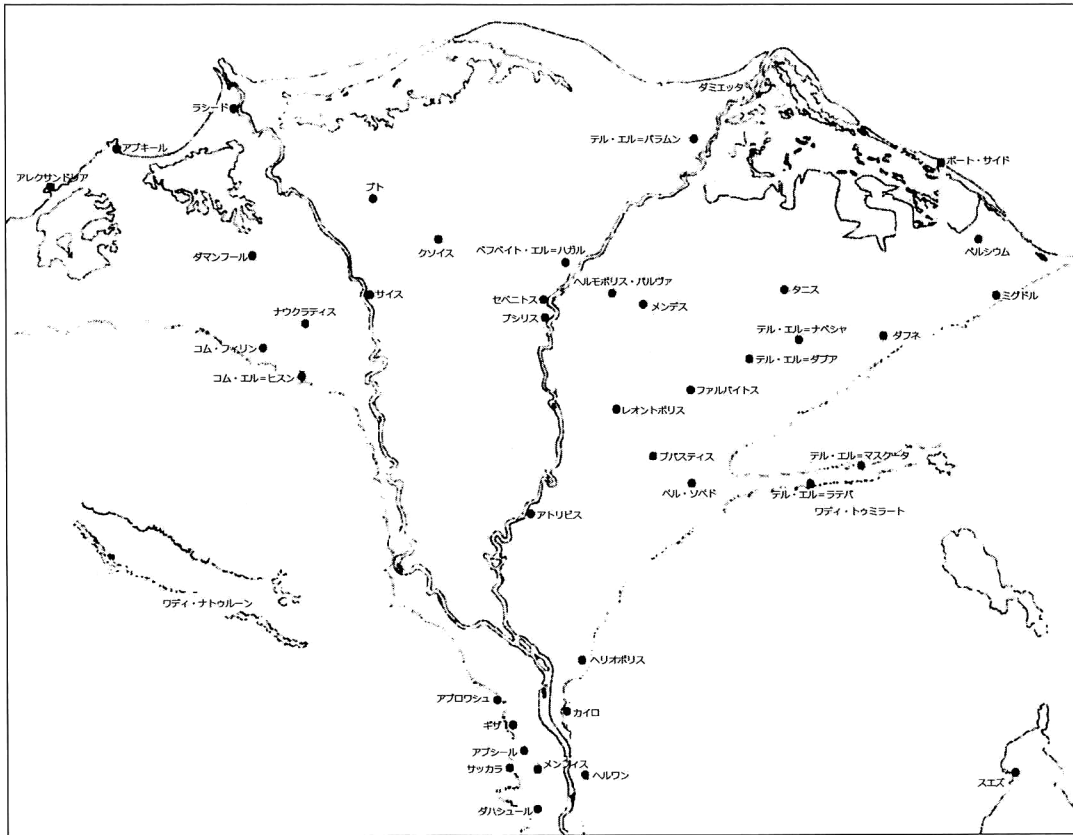 ダミエッタ
ラシード
テル・エル=バラムン
アブキール
ポート・サイド
アレクサンドリア
ブト
クソイス
ペルシウム
ダマンフール
ベフベイト・エル=ハガル
タニス
サイス
セベニトス
ヘルモポリス・パルヴァ
メンデス
ミグドル
ブシリス
ナウクラティス
テル・エル=ナベシャ
ダフネ
コム・フィリン
テル・エル=ダブア
コム・エル=ヒスン
ファルバイトス
レオントポリス
ブバスティス
テル・エル=マスクータ
ペル・ソペド
テル・エル=ラテバ
ワディ・トゥミラート
アトリビス
ワディ・ナトゥルーン
ヘリオポリス
アブロワシュ
カイロ
ギザ
アブシール
サッカラ
メンフィス
ヘルワン
スエズ
ダハシュール